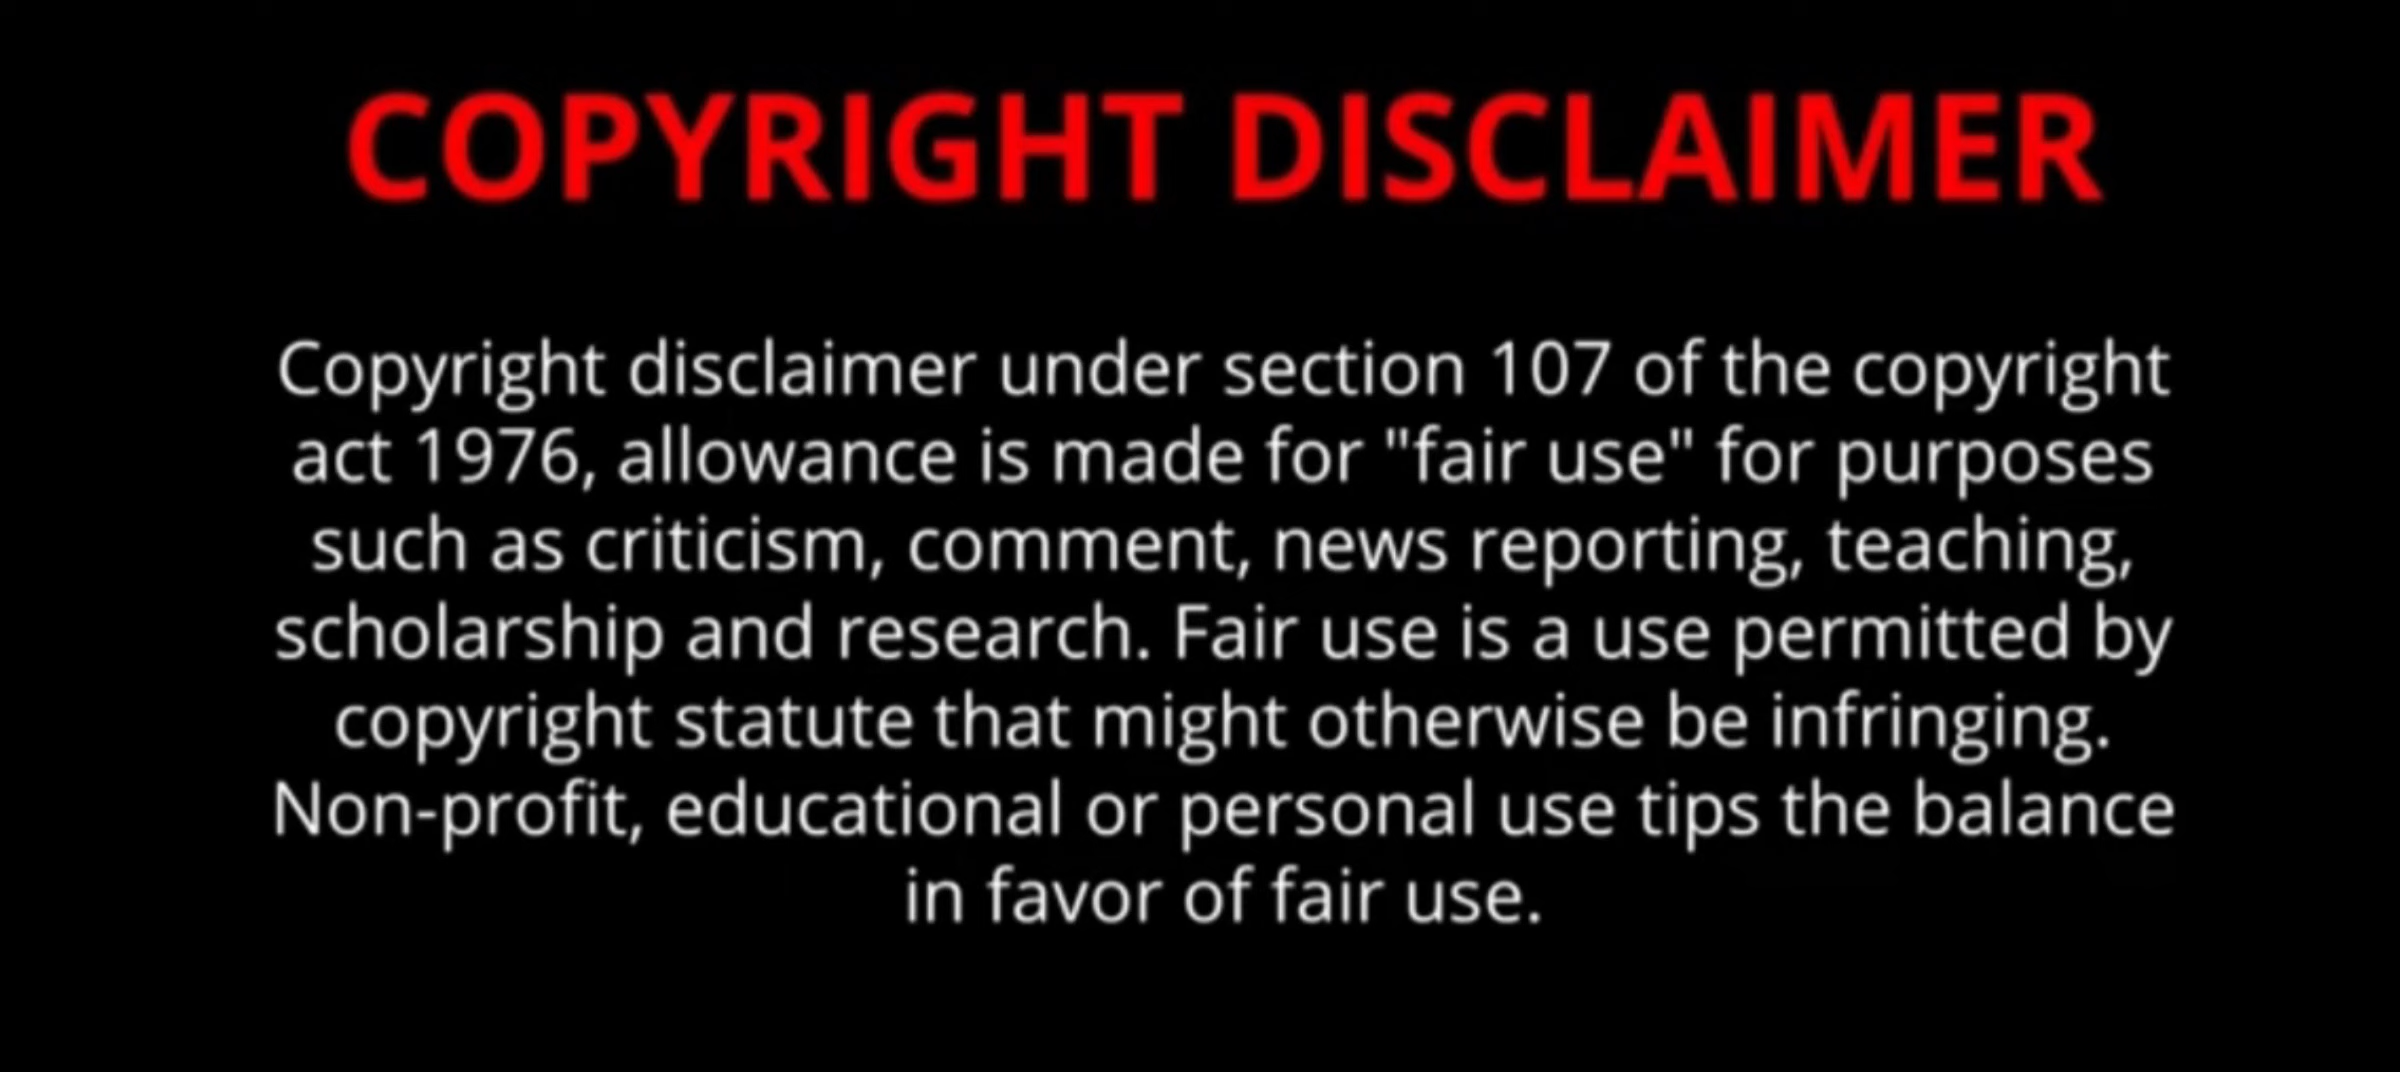 COPYRIGHT DISCLAIMER
Copyright disclaimer under section 107 of the copyright
act 1976, allowance is made for "fair use" for purposes
such as criticism, comment, news reporting, teaching,
scholarship and research. Fair use is a use permitted by
copyright statute that might otherwise be infringing.
Non-profit, educational or personal use tips the balance
in favor of fair use.